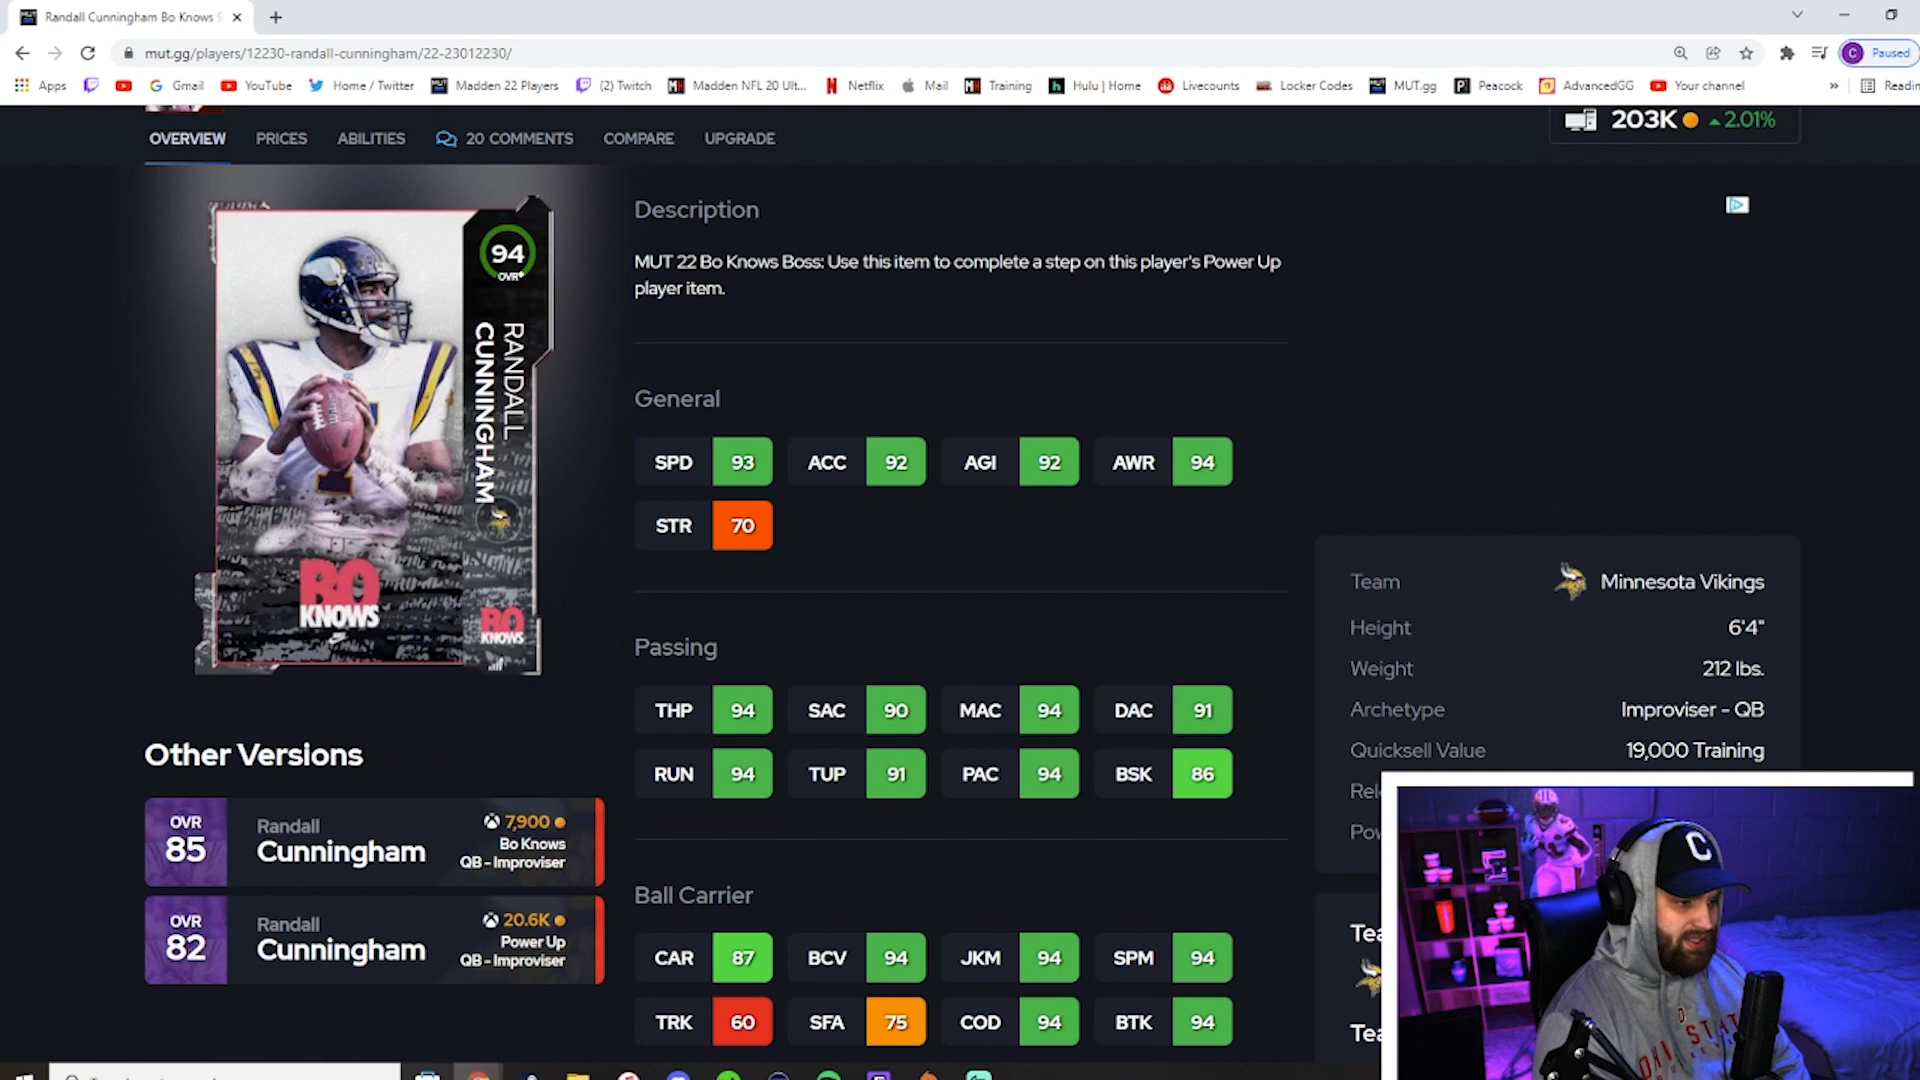 Randall Cunningham Bo Knows
mut.gg/players/12230-randall-cunningham/22-23012230/
C Paused
Apps Gmail YouTube Home / Twitter Madden 22 Players (2) Twitch Madden NFL 20 Ult... Netflix Mail Training Hulu | Home Livecounts Locker Codes MUT.gg Peacock AdvancedGG Your channel » Readin
OVERVIEW PRICES ABILITIES 20 COMMENTS COMPARE UPGRADE
203K 2.01%
94
OVR
RANDALL
CUNNINGHAM
BO
KNOWS
BO
KNOWS
Description
MUT 22 Bo Knows Boss: Use this item to complete a step on this player's Power Up
player item.
General
SPD 93 ACC 92 AGI 92 AWR 94
STR 70
Passing
THP 94 SAC 90 MAC 94 DAC 91
RUN 94 TUP 91 PAC 94 BSK 86
Ball Carrier
CAR 87 BCV 94 JKM 94 SPM 94
TRK 60 SFA 75 COD 94 BTK 94
Other Versions
OVR
85
Randall
Cunningham
7,900
Bo Knows
QB - Improviser
OVR
82
Randall
Cunningham
20.6K
Power Up
QB - Improviser
Team Minnesota Vikings
Height 6'4"
Weight 212 lbs.
Archetype Improviser - QB
Quicksell Value 19,000 Training
Rel
Pow
Tea
Tea
C